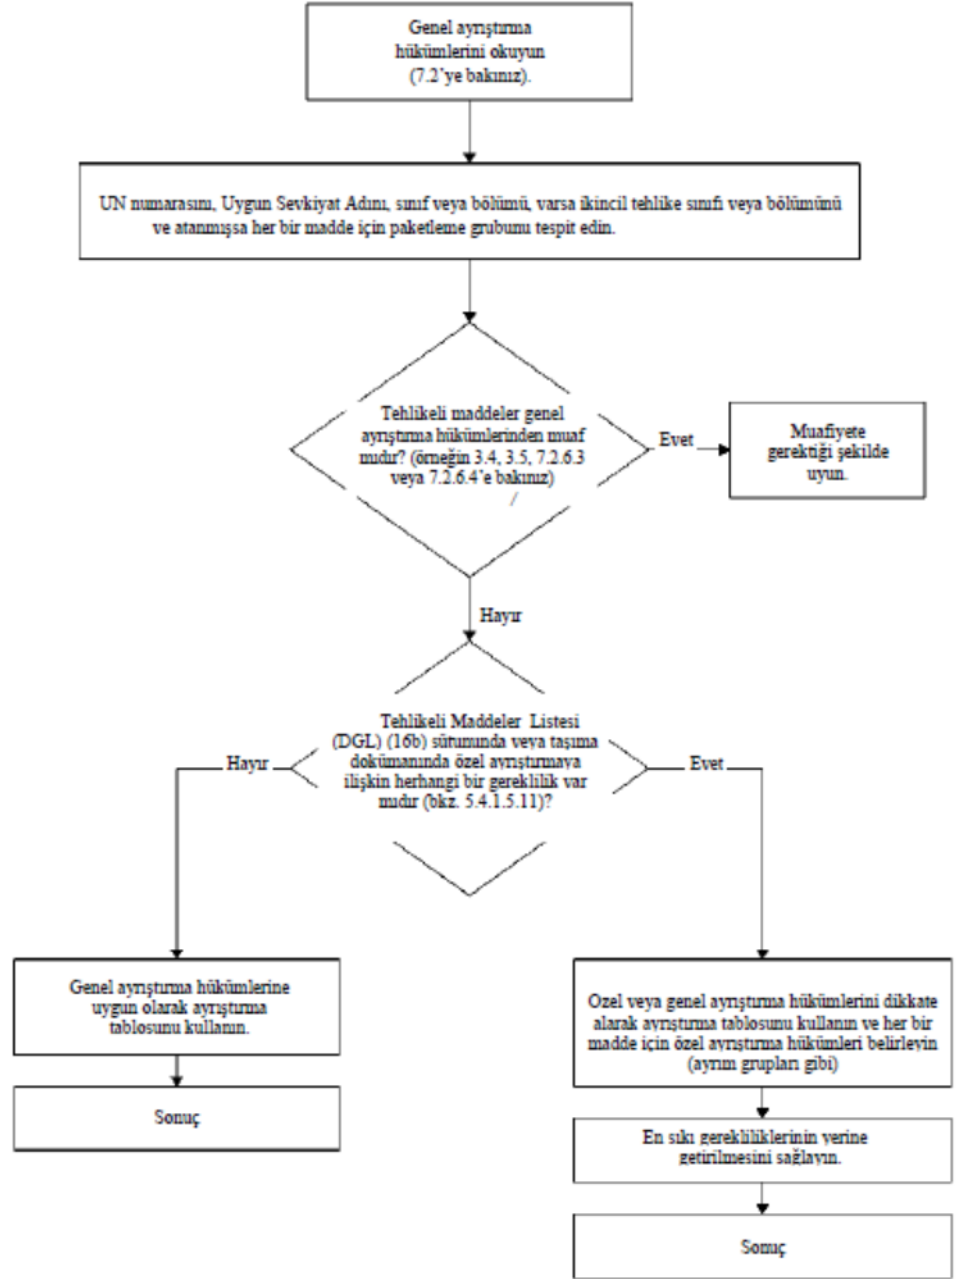 Genel ayrıştırma
hükümlerini okuyun
(7.2'ye bakınız).
UN numarasını, Uygun Sevkiyat Adını, sınıf veya bölümü, varsa ikincil tehlike sınıfı veya bölümünü
ve atanmışsa her bir madde için paketleme grubunu tespit edin.
Tehlikeli maddeler genel
ayrıştırma hükümlerinden muaf
mıdır? (örneğin 3.4, 3.5, 7.2.6.3
veya 7.2.6.4'e bakınız)
/
Evet
Muafiyete
gerektiği şekilde
uyun.
Hayır
Tehlikeli Maddeler Listesi
(DGL) (16b) sütununda veya taşıma
dokümanında özel ayrıştırmaya
ilişkin herhangi bir gereklilik var
mıdır (bkz. 5.4.1.5.11)?
Hayır
Evet
Genel ayrıştırma hükümlerine
uygun olarak ayrıştırma
tablosunu kullanın.
Sonuç
Ozel veya genel ayrıştırma hükümlerini dikkate
alarak ayrıştırma tablosunu kullanın ve her bir
madde için özel ayrıştırma hükümleri belirleyin
(ayrım grupları gibi)
En sıkı gerekliliklerinin yerine
getirilmesini sağlayın.
Sonuç